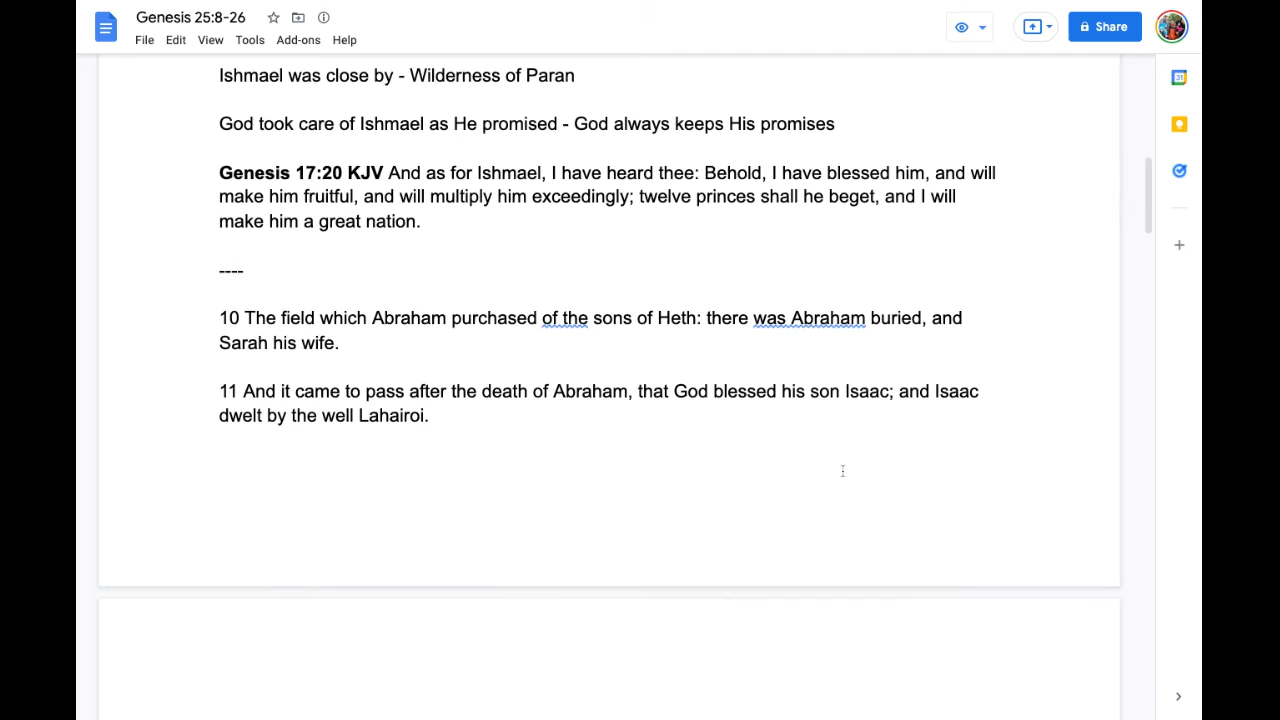 Genesis 25:8-26
File Edit View Tools Add-ons Help
Share
Ishmael was close by - Wilderness of Paran
God took care of Ishmael as He promised - God always keeps His promises
Genesis 17:20 KJV And as for Ishmael, I have heard thee: Behold, I have blessed him, and will
make him fruitful, and will multiply him exceedingly; twelve princes shall he beget, and I will
make him a great nation.
----
10 The field which Abraham purchased of the sons of Heth: there was Abraham buried, and
Sarah his wife.
11 And it came to pass after the death of Abraham, that God blessed his son Isaac; and Isaac
dwelt by the well Lahairoi.
31